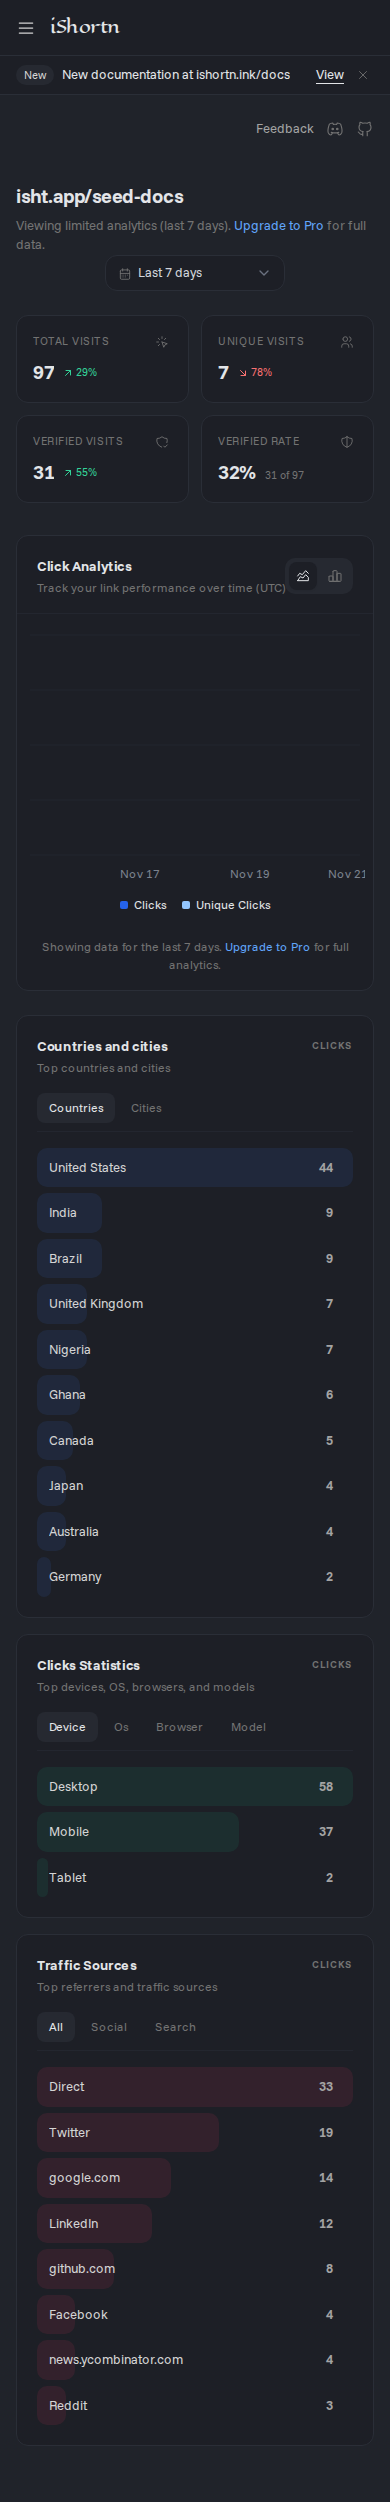 iShortn
New New documentation at ishortn.ink/docs View
Feedback
isht.app/seed-docs
Viewing limited analytics (last 7 days). Upgrade to Pro for full
data.
Last 7 days
TOTAL VISITS
97 29%
UNIQUE VISITS
7 78%
VERIFIED VISITS
31 55%
VERIFIED RATE
32% 31 of 97
Click Analytics
Track your link performance over time (UTC)
Nov 17 Nov 19 Nov 21
Clicks Unique Clicks
Showing data for the last 7 days. Upgrade to Pro for full
analytics.
Countries and cities CLICKS
Top countries and cities
Countries Cities
United States 44
India 9
Brazil 9
United Kingdom 7
Nigeria 7
Ghana 6
Canada 5
Japan 4
Australia 4
Germany 2
Clicks Statistics CLICKS
Top devices, OS, browsers, and models
Device Os Browser Model
Desktop 58
Mobile 37
Tablet 2
Traffic Sources CLICKS
Top referrers and traffic sources
All Social Search
Direct 33
Twitter 19
google.com 14
LinkedIn 12
github.com 8
Facebook 4
news.ycombinator.com 4
Reddit 3